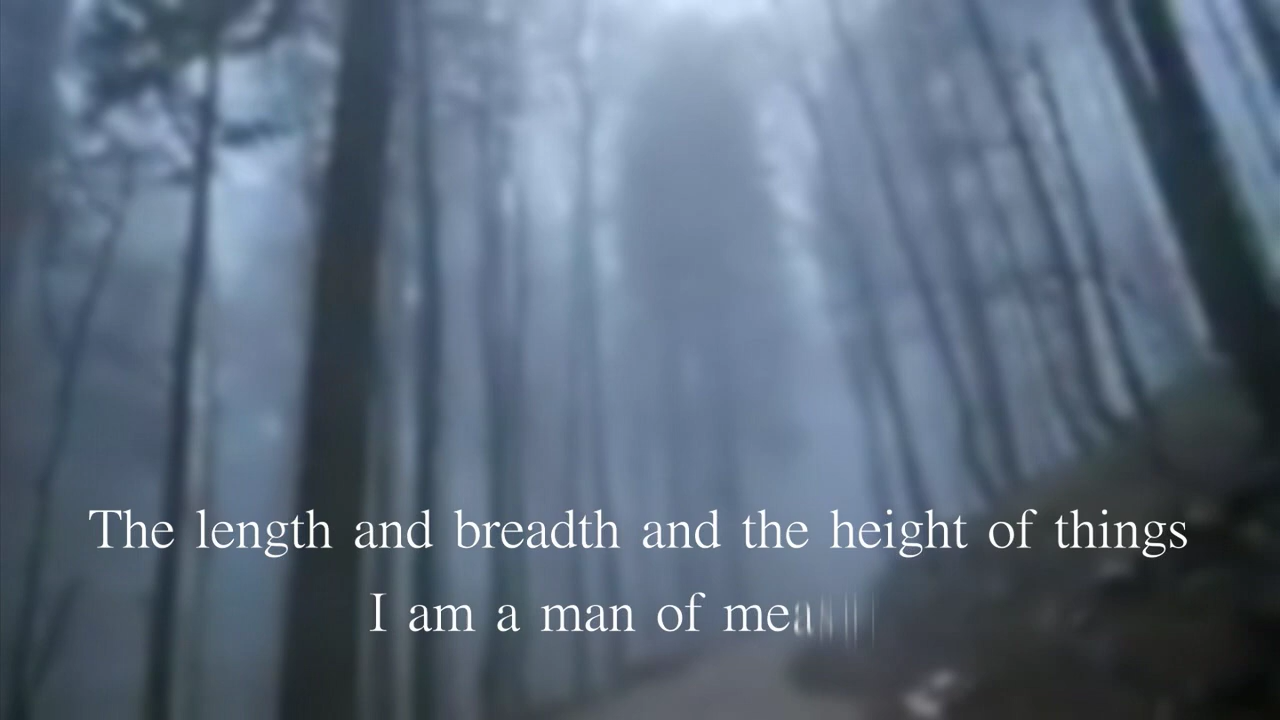 The length and breadth and the height of things
I am a man of